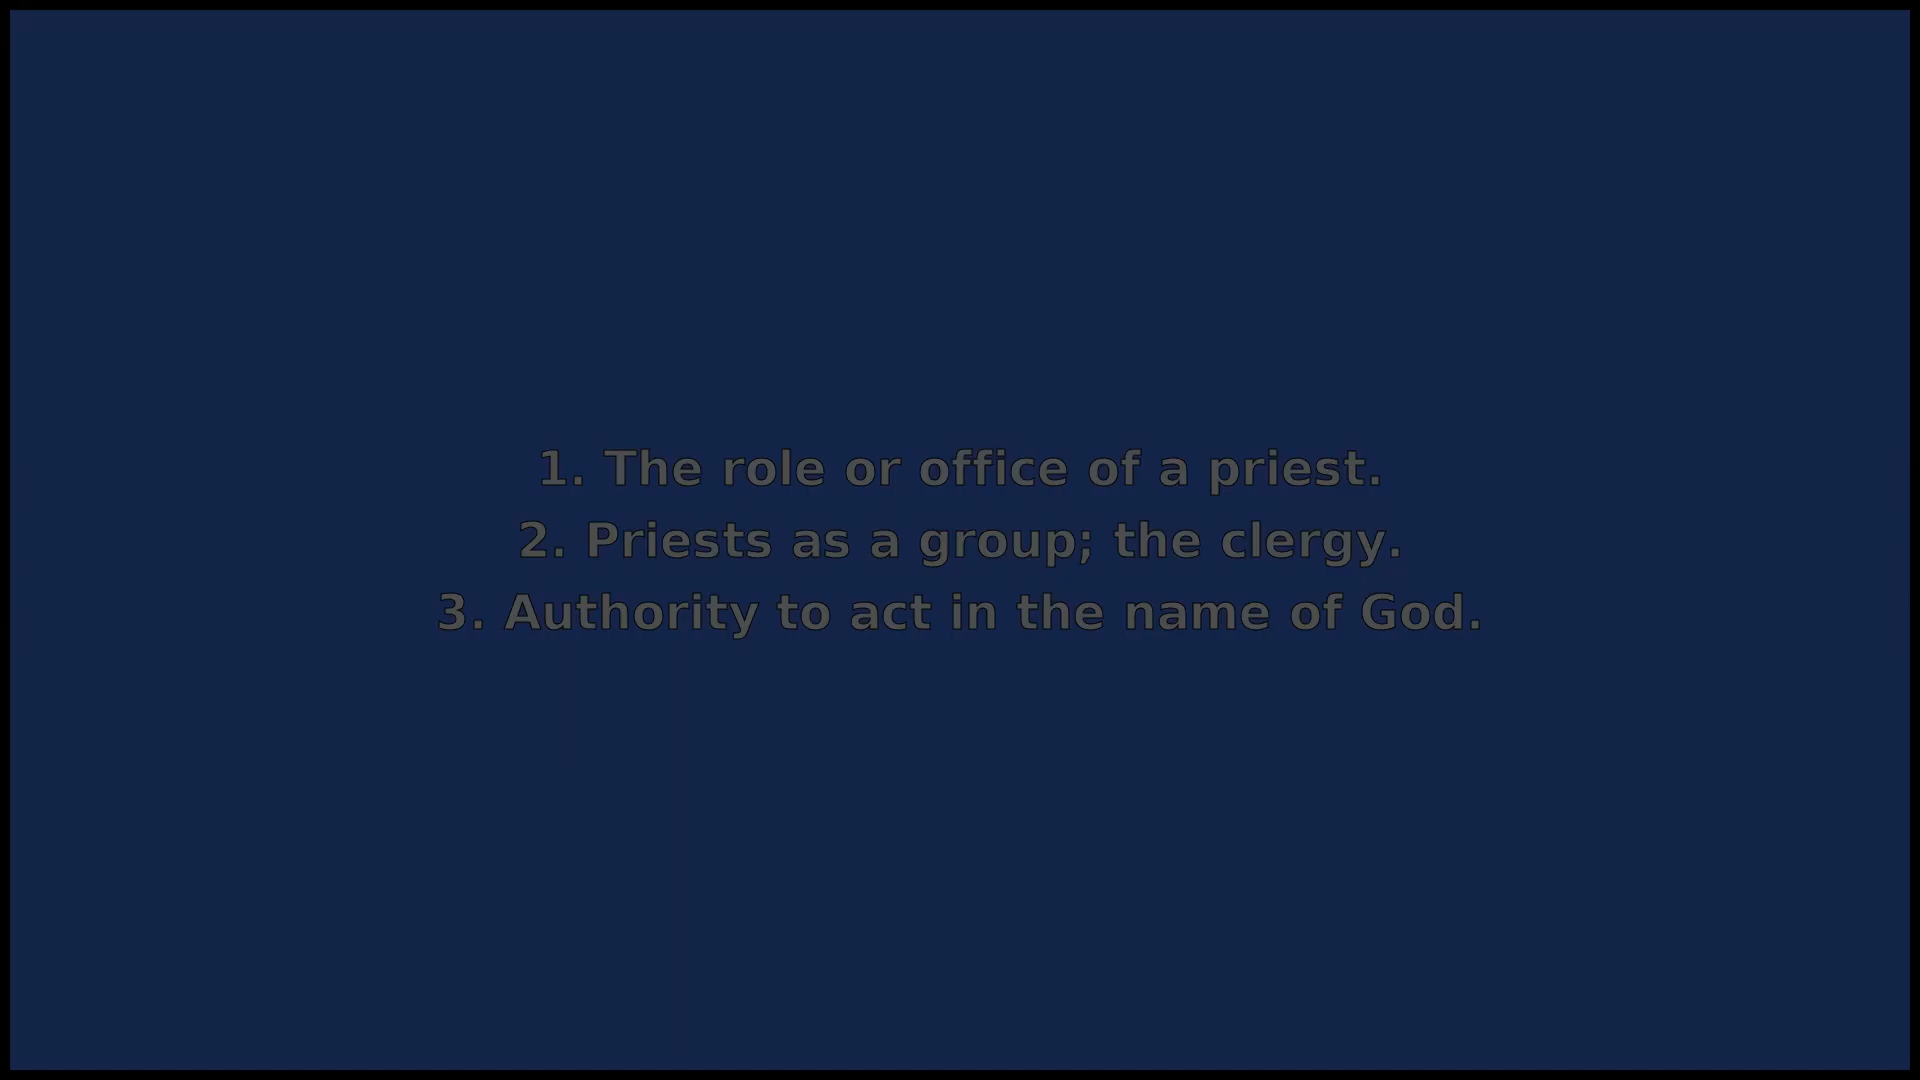 1. The role or office of a priest.
2. Priests as a group; the clergy.
3. Authority to act in the name of God.